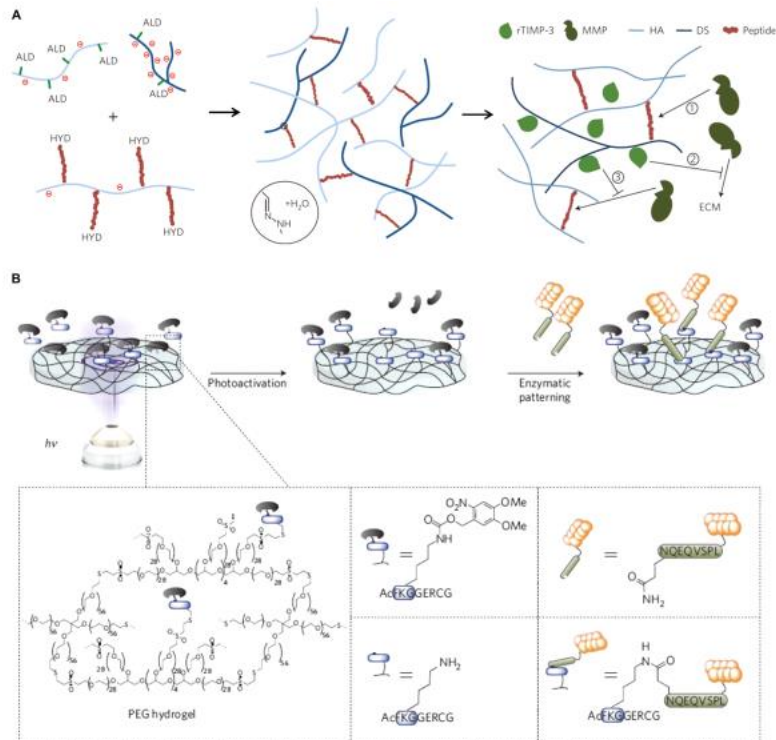 A
rTIMP-3 MMP HA DS Peptide
ALD ALD ALD ALD
ALD
+
HYD HYD
HYD HYD
N
NH
+H₂O
①
②
③
ECM
B
hν
Photoactivation
Enzymatic
patterning
PEG hydrogel
O₂N OMe
OMe
O
O NH
=
AcFKGGERCG
NH₂
=
AcFKGGERCG
=
NQEQVSPL
O
NH₂
H
N O
=
NQEQVSPL
AcFKGGERCG